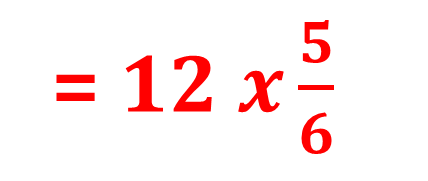 = 12 x 5/6